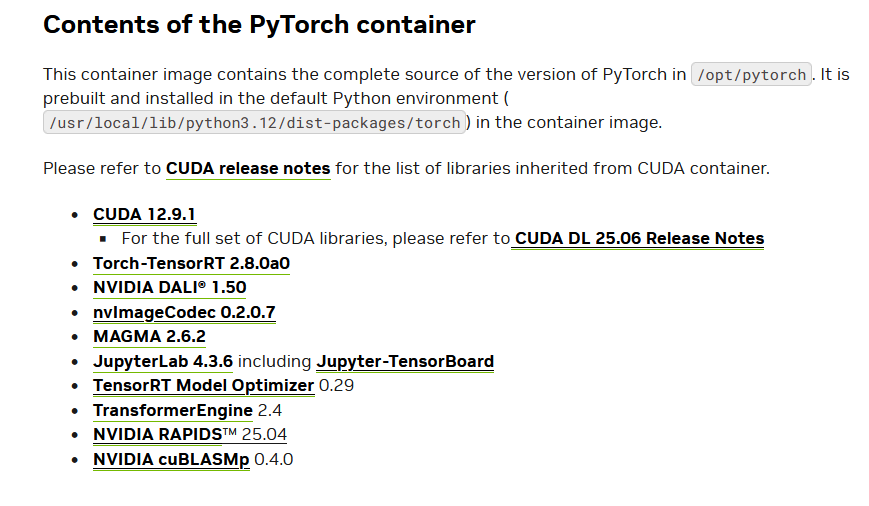 Contents of the PyTorch container
This container image contains the complete source of the version of PyTorch in /opt/pytorch . It is
prebuilt and installed in the default Python environment (
/usr/local/lib/python3.12/dist-packages/torch ) in the container image.
Please refer to CUDA release notes for the list of libraries inherited from CUDA container.
• CUDA 12.9.1
▪ For the full set of CUDA libraries, please refer to CUDA DL 25.06 Release Notes
• Torch-TensorRT 2.8.0a0
• NVIDIA DALI® 1.50
• nvImageCodec 0.2.0.7
• MAGMA 2.6.2
• JupyterLab 4.3.6 including Jupyter-TensorBoard
• TensorRT Model Optimizer 0.29
• TransformerEngine 2.4
• NVIDIA RAPIDS™ 25.04
• NVIDIA cuBLASMp 0.4.0